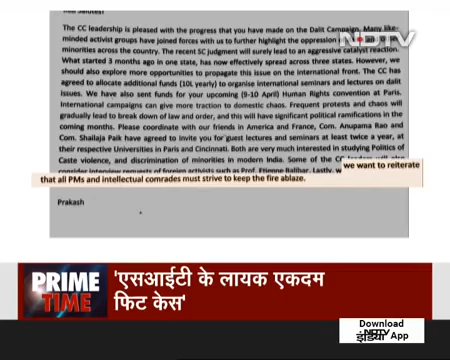 The CC leadership is pleased with the progress that you have made on the Dalit Campaign. Many like-
minded activist groups have joined forces with us to further highlight the oppression
minorities across the country. The recent SC judgment will surely lead to an aggressive catalyst reaction.
What started 3 months ago in one state, has now effectively spread across three states. However, we
should also explore more opportunities to propagate this issue on the international front. The CC has
agreed to allocate additional funds (10L yearly) to organise international seminars and lectures on dalit
issues. We have also sent funds for your upcoming (9-10 April) Human Rights convention at Paris.
International campaigns can give more traction to domestic chaos. Frequent protests and chaos will
gradually lead to break down of law and order, and this will have significant political ramifications in the
coming months. Please coordinate with our friends in America and France, Com. Anupama Rao and
Com. Shailaja Paik have agreed to invite you for guest lectures and seminars at least twice a year, at
their respective Universities in Paris and Cincinnati. Both are very much interested in studying Politics of
Caste violence, and discrimination of minorities in modern India. Some of the CC leaders will also
consider interview requests of foreign activists such as Prof. Etienne Balibar. Lastly, we want to reiterate
that all PMs and intellectual comrades must strive to keep the fire ablaze.
Prakash
NDTV
PRIME
TIME
'एसआईटी के लायक एकदम
फिट केस'
Download
NDTV
इंडिया App